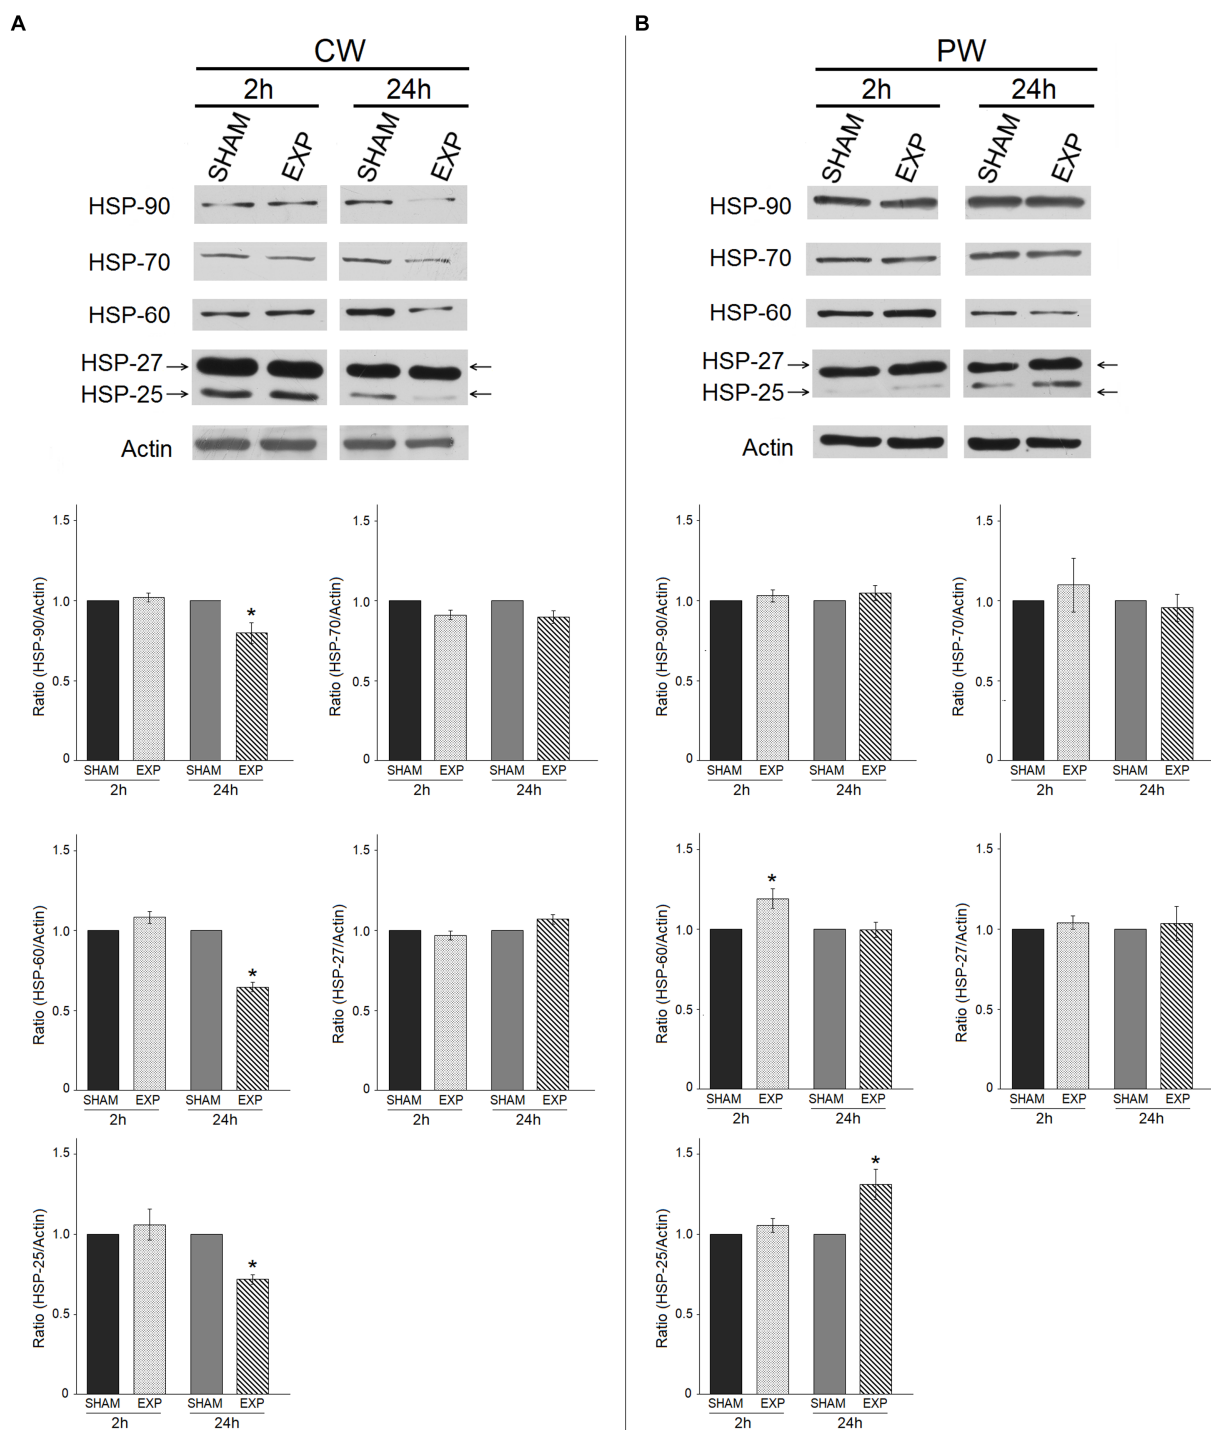 A
CW
2h 24h
SHAM EXP SHAM EXP
HSP-90
HSP-70
HSP-60
HSP-27
HSP-25
Actin
Ratio (HSP-90/Actin)
1.5
1.0
0.5
0
SHAM EXP SHAM EXP
2h 24h
*
Ratio (HSP-70/Actin)
1.5
1.0
0.5
0
SHAM EXP SHAM EXP
2h 24h
Ratio (HSP-60/Actin)
1.5
1.0
0.5
0
SHAM EXP SHAM EXP
2h 24h
*
Ratio (HSP-27/Actin)
1.5
1.0
0.5
0
SHAM EXP SHAM EXP
2h 24h
Ratio (HSP-25/Actin)
1.5
1.0
0.5
0
SHAM EXP SHAM EXP
2h 24h
*
B
PW
2h 24h
SHAM EXP SHAM EXP
HSP-90
HSP-70
HSP-60
HSP-27
HSP-25
Actin
Ratio (HSP-90/Actin)
1.5
1.0
0.5
0
SHAM EXP SHAM EXP
2h 24h
Ratio (HSP-70/Actin)
1.5
1.0
0.5
0
SHAM EXP SHAM EXP
2h 24h
Ratio (HSP-60/Actin)
1.5
1.0
0.5
0
SHAM EXP SHAM EXP
2h 24h
*
Ratio (HSP-27/Actin)
1.5
1.0
0.5
0
SHAM EXP SHAM EXP
2h 24h
Ratio (HSP-25/Actin)
1.5
1.0
0.5
0
SHAM EXP SHAM EXP
2h 24h
*